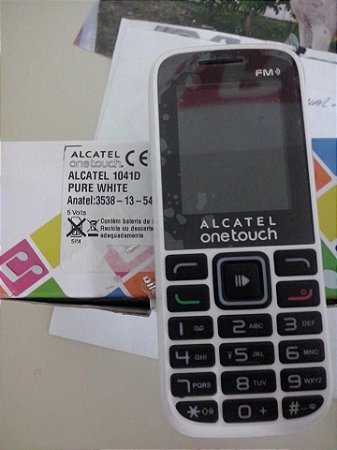 FM
ALCATEL
onetouch. CE
ALCATEL 1041D
PURE WHITE
Anatel:3538-13-54
5 Volts
Contém bateria de
Recicle ou descarte
adequadamente
SIM
ALCATEL
onetouch
1
2 ABC
3 DEF
4 GHI
5 JKL
6 MNO
7 PQRS
8 TUV
9 WXYZ
*
0 +
#